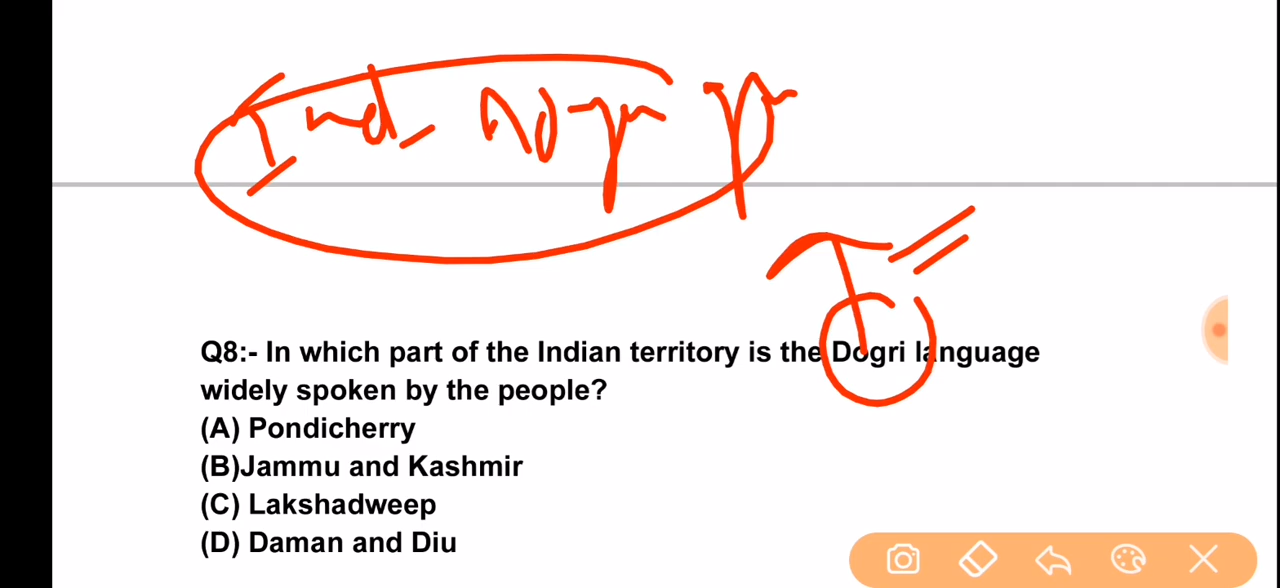 Ind.
Q8:- In which part of the Indian territory is the Dogri language
widely spoken by the people?
(A) Pondicherry
(B)Jammu and Kashmir
(C) Lakshadweep
(D) Daman and Diu